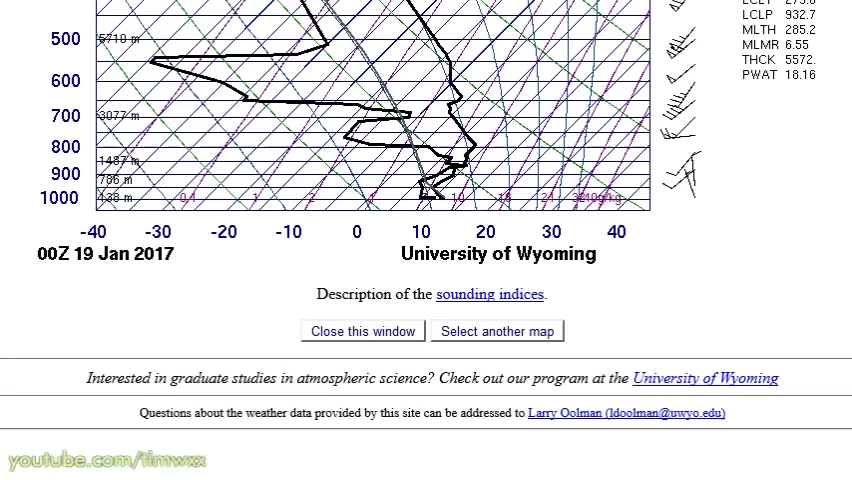 LCLT 275.8
LCLP 932.7
MLTH 285.2
MLMR 6.55
THCK 5572.
PWAT 18.16
500 5710 m
600
700 3077 m
800
900 1487 m
786 m
1000 138 m 0.4 1 2 4 7 10 16 24 32 40g/kg
-40 -30 -20 -10 0 10 20 30 40
00Z 19 Jan 2017 University of Wyoming
Description of the sounding indices.
Close this window Select another map
Interested in graduate studies in atmospheric science? Check out our program at the University of Wyoming
Questions about the weather data provided by this site can be addressed to Larry Oolman (ldoolman@uwyo.edu)
youtube.com/timwxx